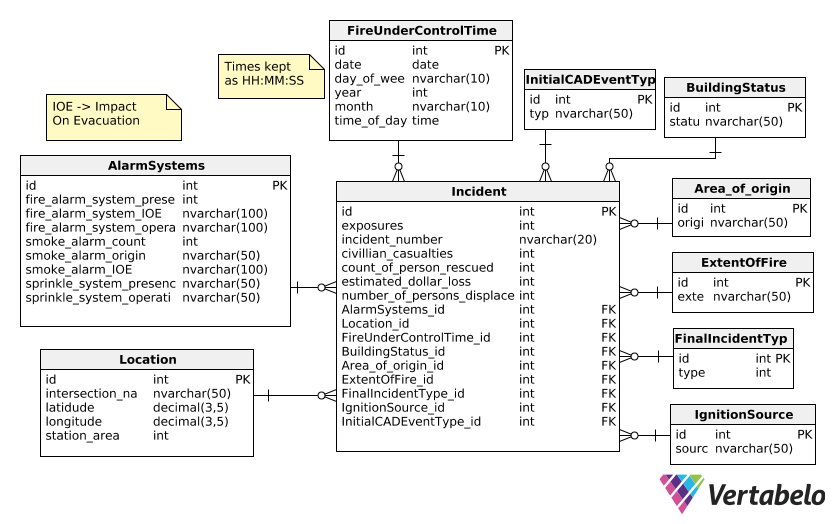 FireUnderControlTime
id int PK
date date
day_of_wee nvarchar(10)
year int
month nvarchar(10)
time_of_day time
Times kept
as HH:MM:SS
IOE -> Impact
On Evacuation
InitialCADEventTyp
id int PK
typ nvarchar(50)
BuildingStatus
id int PK
statu nvarchar(50)
AlarmSystems
id int PK
fire_alarm_system_prese int
fire_alarm_system_IOE nvarchar(100)
fire_alarm_system_opera nvarchar(100)
smoke_alarm_count int
smoke_alarm_origin nvarchar(50)
smoke_alarm_IOE nvarchar(100)
sprinkle_system_presenc nvarchar(50)
sprinkle_system_operati nvarchar(50)
Incident
id int PK
exposures int
incident_number nvarchar(20)
civillian_casualties int
count_of_person_rescued int
estimated_dollar_loss int
number_of_persons_displace int
AlarmSystems_id int FK
Location_id int FK
FireUnderControlTime_id int FK
BuildingStatus_id int FK
Area_of_origin_id int FK
ExtentOfFire_id int FK
FinalIncidentType_id int FK
IgnitionSource_id int FK
InitialCADEventType_id int FK
Area_of_origin
id int PK
origi nvarchar(50)
ExtentOfFire
id int PK
exte nvarchar(50)
FinalIncidentTyp
id int PK
type int
IgnitionSource
id int PK
sourc nvarchar(50)
Location
id int PK
intersection_na nvarchar(50)
latidude decimal(3,5)
longitude decimal(3,5)
station_area int
Vertabelo